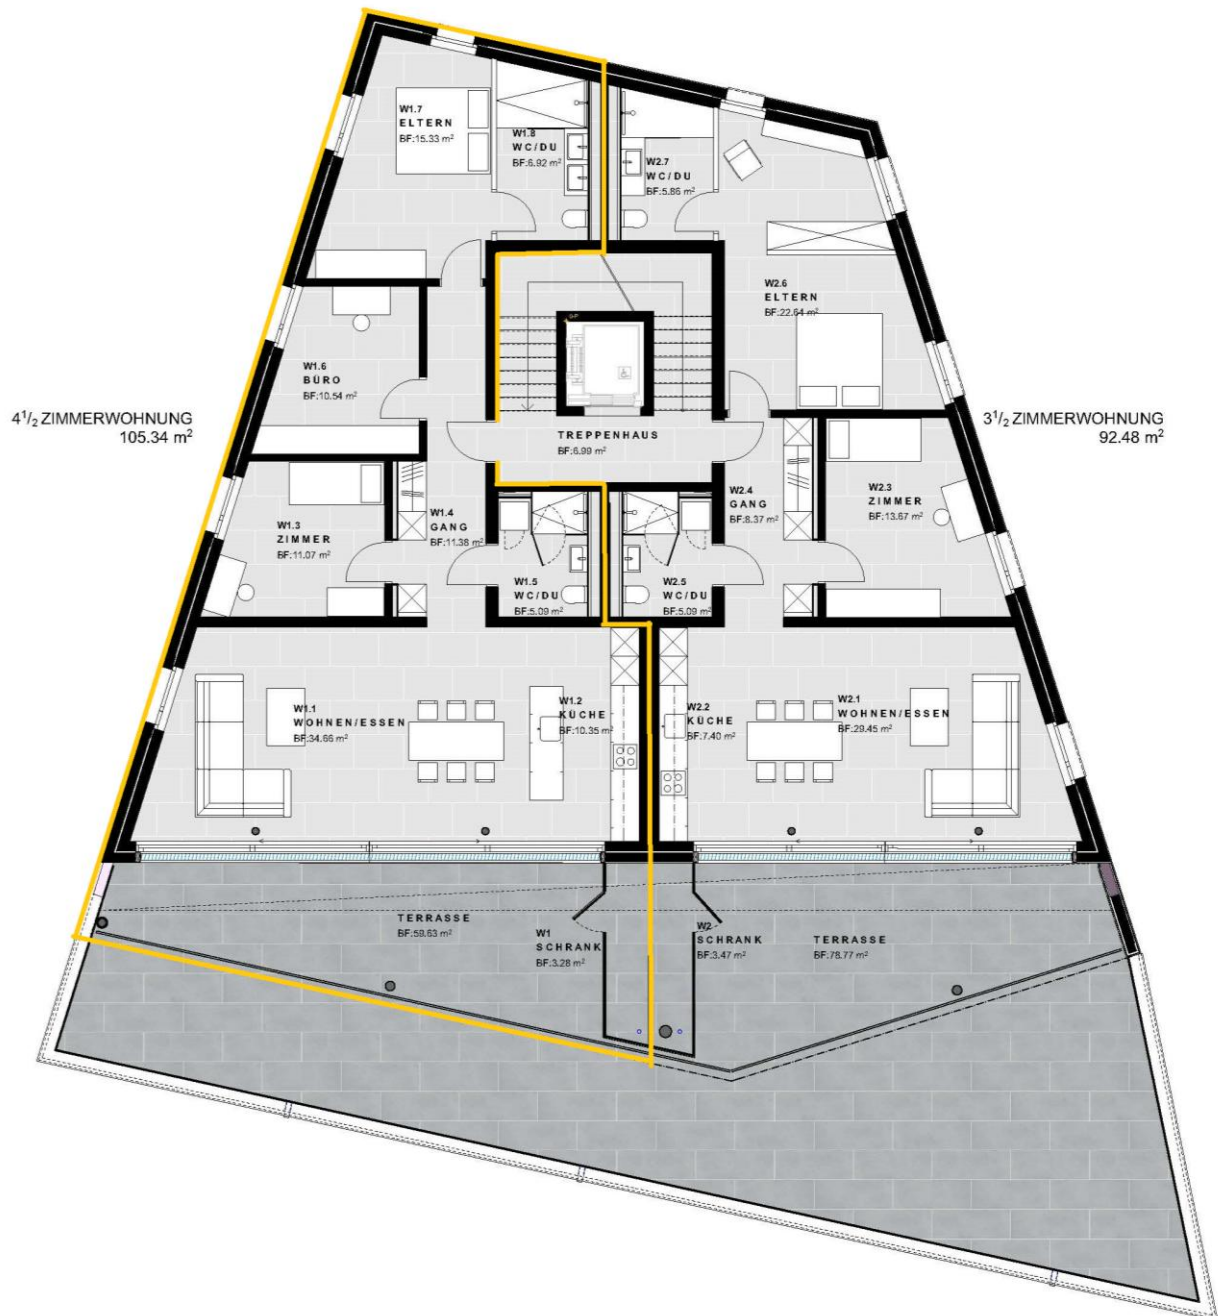 W1.7
ELTERN
BF:15.33 m²
W1.8
WC/DU
BF:6.92 m²
W2.7
WC/DU
BF:5.86 m²
W2.6
ELTERN
BF:22.64 m²
W1.6
BÜRO
BF:10.54 m²
4½ ZIMMERWOHNUNG
105.34 m²
3½ ZIMMERWOHNUNG
92.48 m²
TREPPENHAUS
BF:6.99 m²
W1.3
ZIMMER
BF:11.07 m²
W1.4
GANG
BF:11.38 m²
W1.5
WC/DU
BF:5.09 m²
W2.5
WC/DU
BF:5.09 m²
W2.4
GANG
BF:8.37 m²
W2.3
ZIMMER
BF:13.67 m²
W1.1
WOHNEN/ESSEN
BF:34.66 m²
W1.2
KÜCHE
BF:10.35 m²
W2.2
KÜCHE
BF:7.40 m²
W2.1
WOHNEN/ESSEN
BF:29.45 m²
TERRASSE
BF:59.63 m²
W1
SCHRANK
BF:3.28 m²
W2
SCHRANK
BF:3.47 m²
TERRASSE
BF:78.77 m²